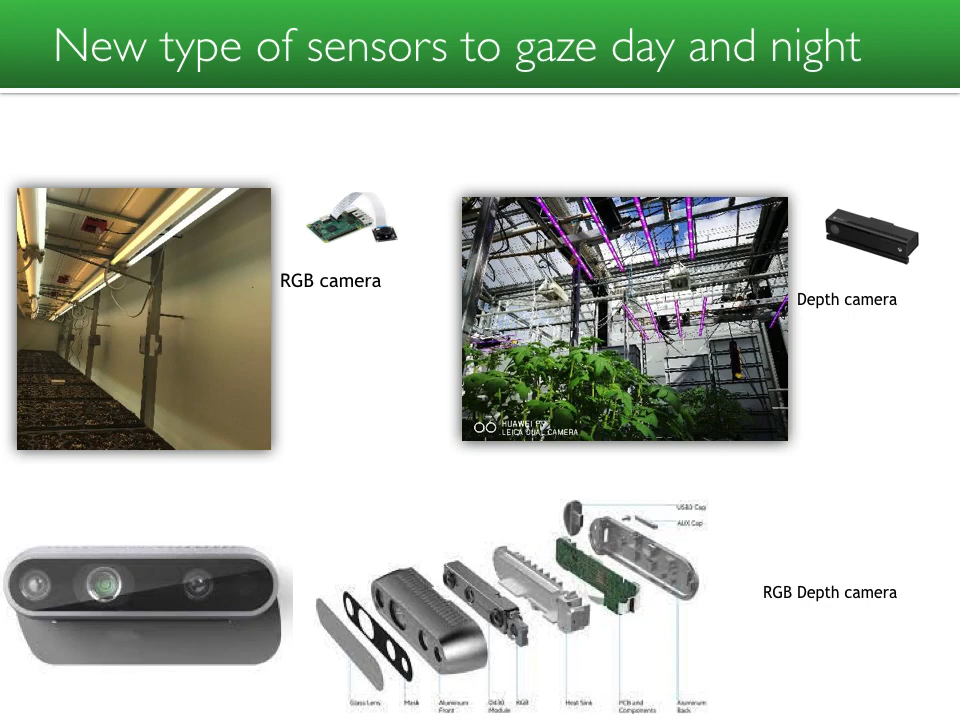 New type of sensors to gaze day and night
RGB camera
Depth camera
HUAWEI P9
LEICA DUAL CAMERA
USB3 Cap
AUX Cap
RGB Depth camera
Glass Lens
Mask
Aluminum
Front
D430
Module
RGB
Heat Sink
PCB and
Components
Aluminum
Back